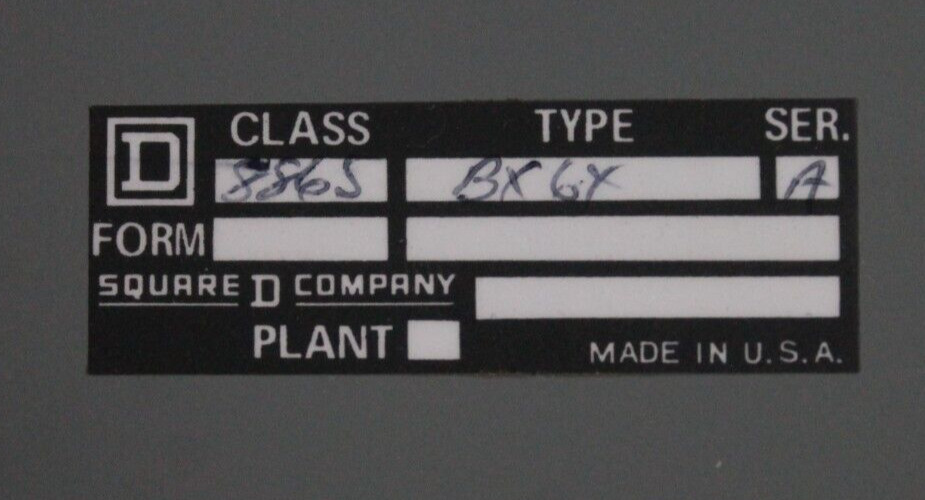 D CLASS TYPE SER.
8865 BX6X A
FORM
SQUARE D COMPANY
PLANT
MADE IN U.S.A.